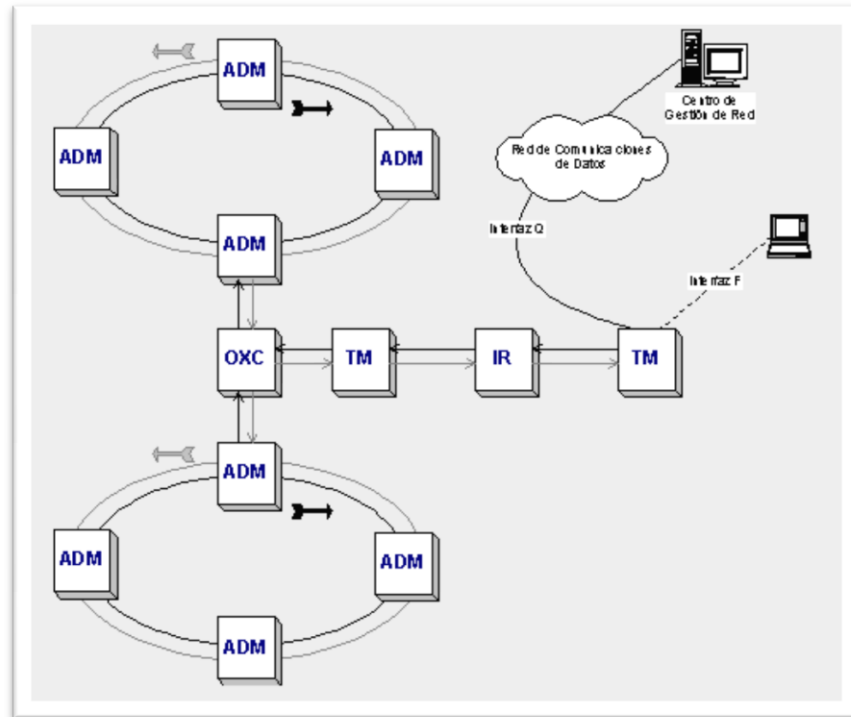 ADM
Centro de
Gestión de Red
ADM
ADM
Red de Comunicaciones
de Datos
Interfaz Q
ADM
Interfaz F
OXC
TM
IR
TM
ADM
ADM
ADM
ADM